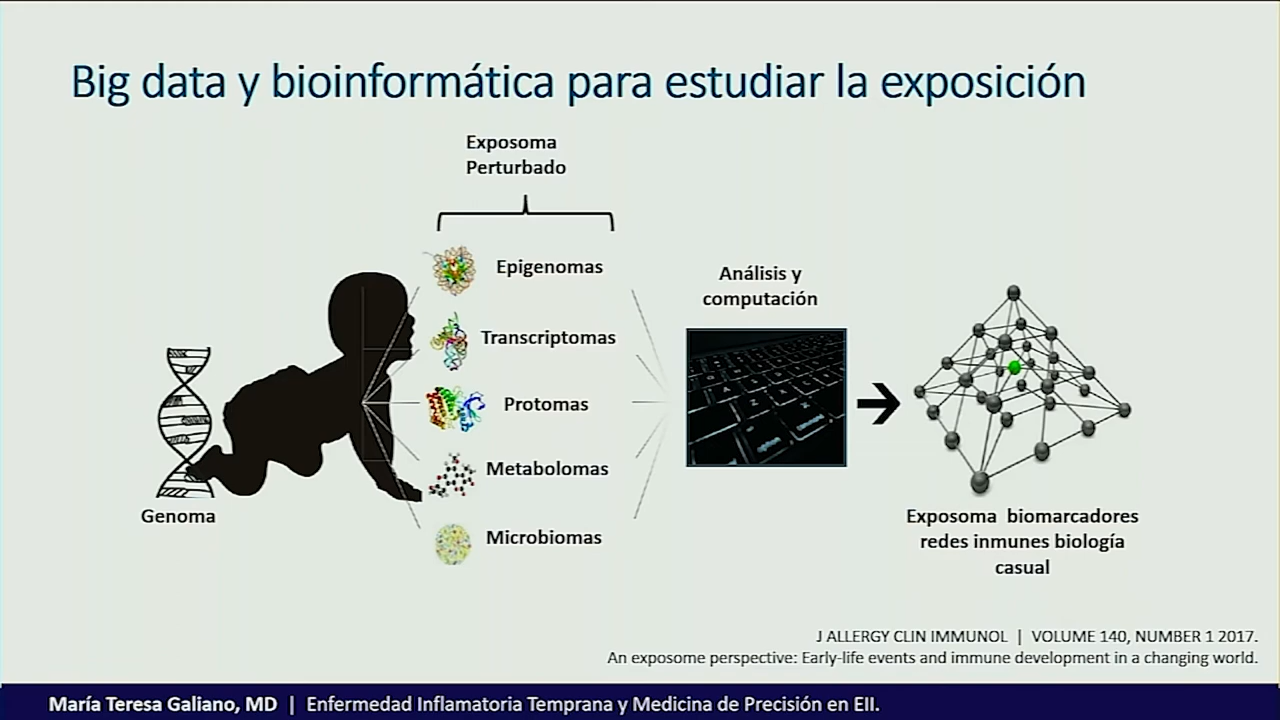 Big data y bioinformática para estudiar la exposición
Exposoma
Perturbado
Epigenomas
Transcriptomas
Protomas
Metabolomas
Microbiomas
Genoma
Análisis y
computación
Exposoma biomarcadores
redes inmunes biología
casual
J ALLERGY CLIN IMMUNOL | VOLUME 140, NUMBER 1 2017.
An exposome perspective: Early-life events and immune development in a changing world.
María Teresa Galiano, MD | Enfermedad Inflamatoria Temprana y Medicina de Precisión en EII.